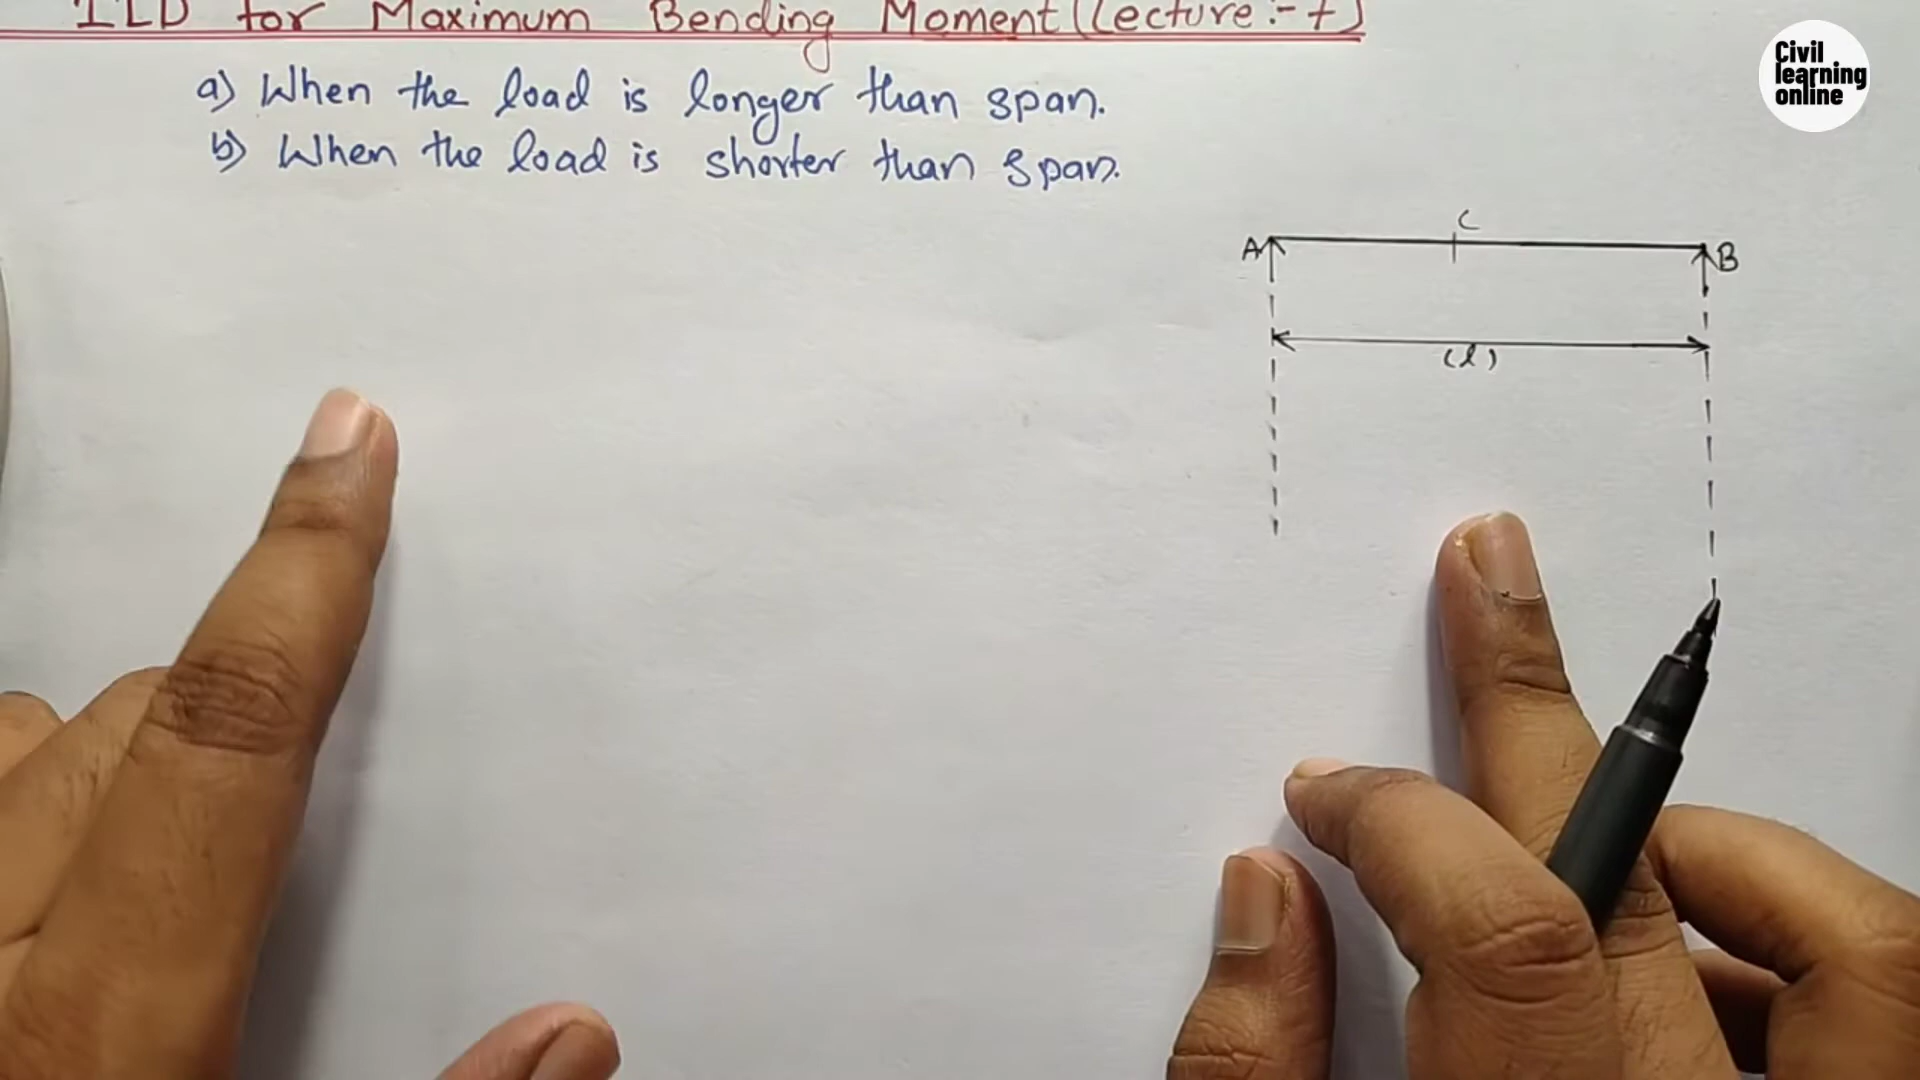 ILD for Maximum Bending Moment (Lecture :- 7)
a) When the load is longer than span.
b) When the load is shorter than span.
Civil
learning
online
C
A B
(l)